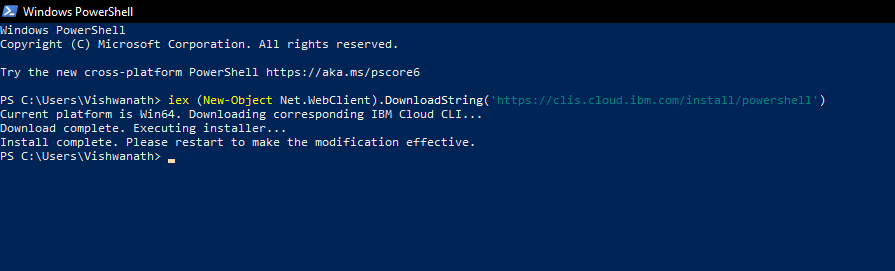 Windows PowerShell
Windows PowerShell
Copyright (C) Microsoft Corporation. All rights reserved.
Try the new cross-platform PowerShell https://aka.ms/pscore6
PS C:\Users\Vishwanath> iex (New-Object Net.WebClient).DownloadString('https://clis.cloud.ibm.com/install/powershell')
Current platform is Win64. Downloading corresponding IBM Cloud CLI...
Download complete. Executing installer...
Install complete. Please restart to make the modification effective.
PS C:\Users\Vishwanath>